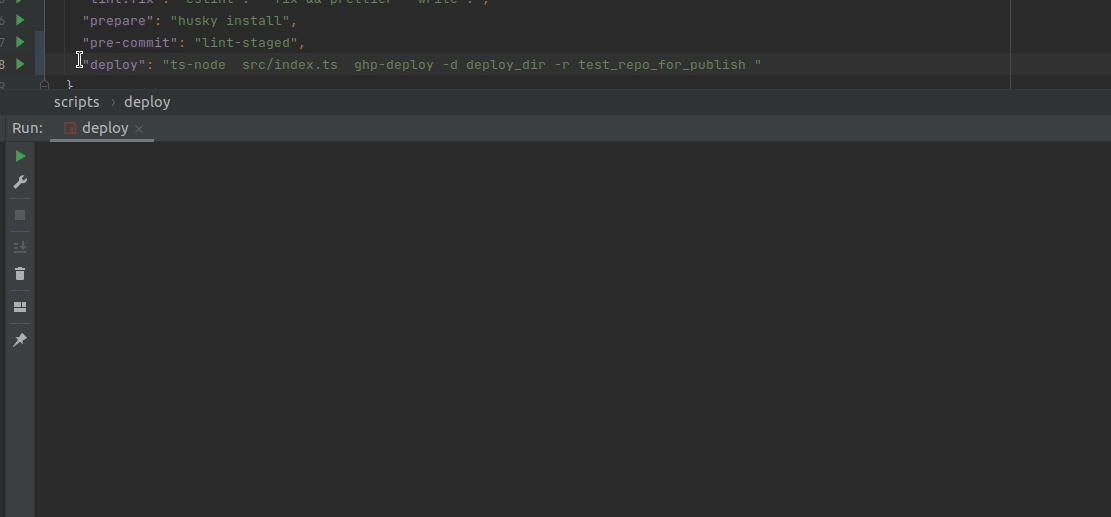 "lint:fix": "eslint . --fix && prettier --write .",
6 "prepare": "husky install",
7 "pre-commit": "lint-staged",
8 "deploy": "ts-node  src/index.ts  ghp-deploy -d deploy_dir -r test_repo_for_publish "
9 }
scripts › deploy
Run: deploy ×